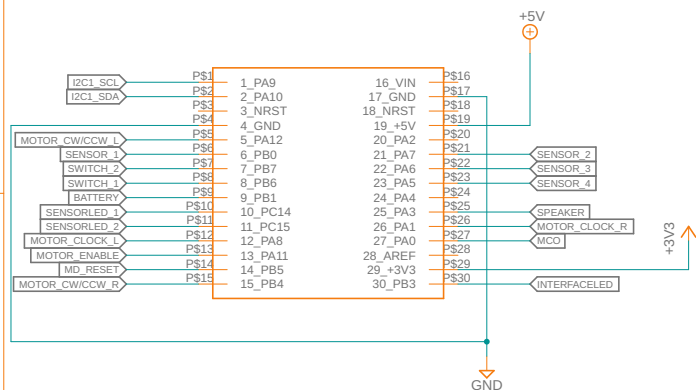 +5V
P$1 1_PA9 16_VIN P$16
I2C1_SCL
P$2 2_PA10 17_GND P$17
I2C1_SDA
P$3 3_NRST 18_NRST P$18
P$4 4_GND 19_+5V P$19
MOTOR_CW/CCW_L P$5 5_PA12 20_PA2 P$20
SENSOR_1 P$6 6_PB0 21_PA7 P$21 SENSOR_2
SWITCH_2 P$7 7_PB7 22_PA6 P$22 SENSOR_3
SWITCH_1 P$8 8_PB6 23_PA5 P$23 SENSOR_4
BATTERY P$9 9_PB1 24_PA4 P$24
SENSORLED_1 P$10 10_PC14 25_PA3 P$25 SPEAKER
SENSORLED_2 P$11 11_PC15 26_PA1 P$26 MOTOR_CLOCK_R
MOTOR_CLOCK_L P$12 12_PA8 27_PA0 P$27 MCO
MOTOR_ENABLE P$13 13_PA11 28_AREF P$28
MD_RESET P$14 14_PB5 29_+3V3 P$29
MOTOR_CW/CCW_R P$15 15_PB4 30_PB3 P$30 INTERFACELED
+3V3
GND